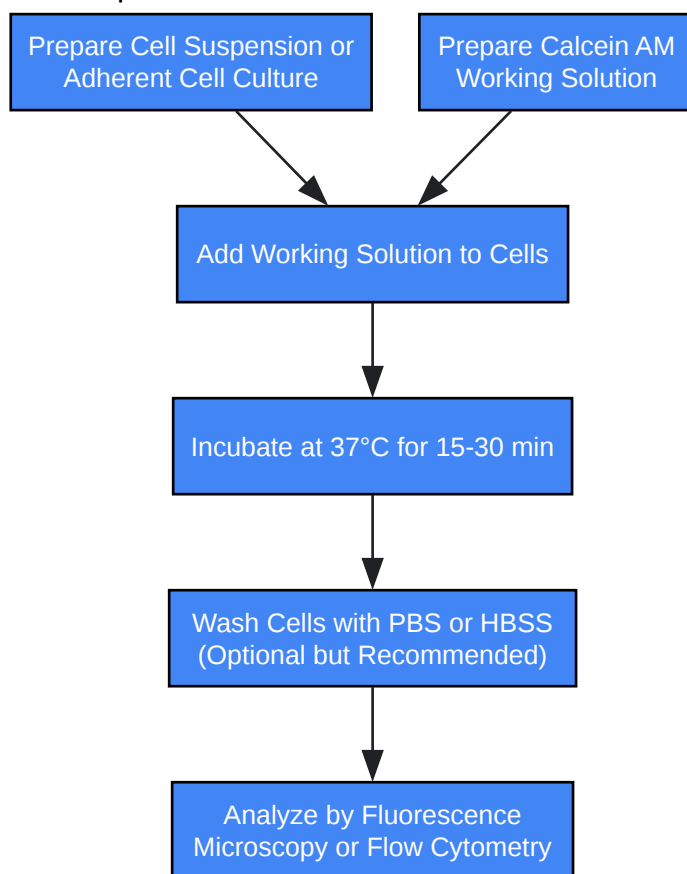 Prepare Cell Suspension or
Adherent Cell Culture
Prepare Calcein AM
Working Solution
Add Working Solution to Cells
Incubate at 37°C for 15-30 min
Wash Cells with PBS or HBSS
(Optional but Recommended)
Analyze by Fluorescence
Microscopy or Flow Cytometry